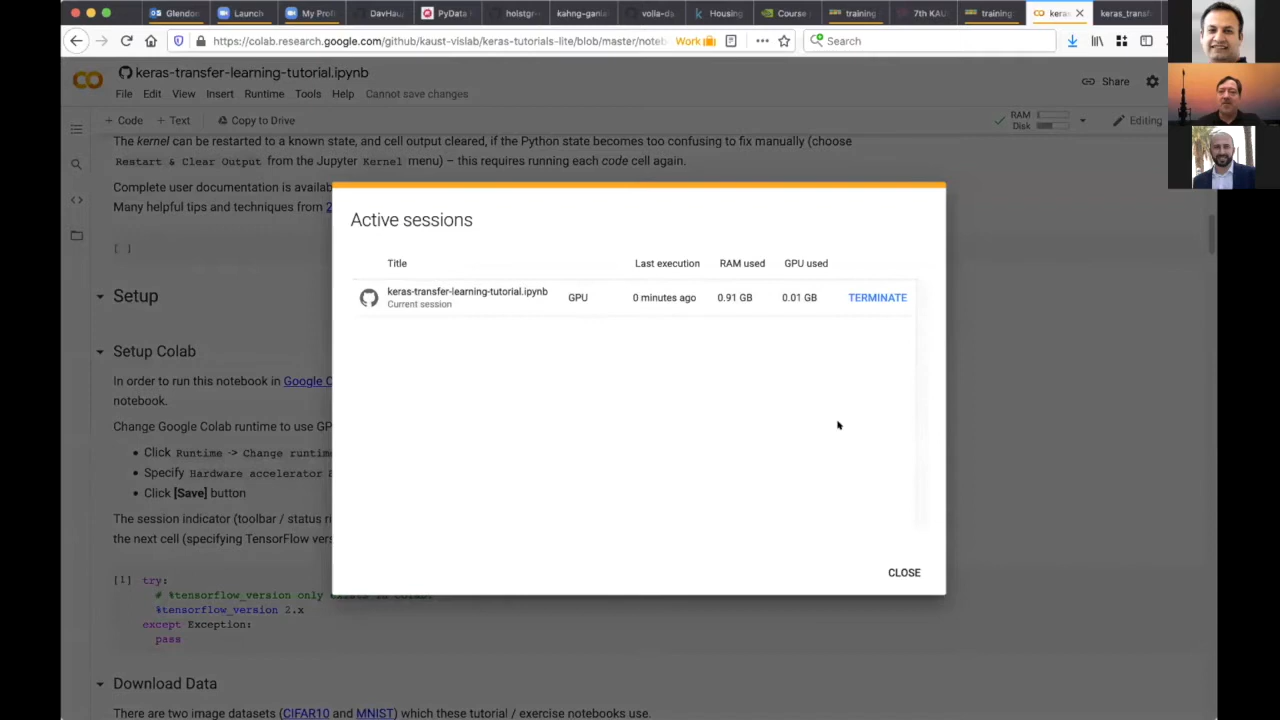 Glendon
Launch
My Prof
DavHau
PyData
holstgr
kahng-gan
voila-da
Housing
Course
training
7th KAU
training
keras
keras_transf
https://colab.research.google.com/github/kaust-vislab/keras-tutorials-lite/blob/master/noteb
Work
Search
keras-transfer-learning-tutorial.ipynb
Share
File Edit View Insert Runtime Tools Help Cannot save changes
+ Code + Text Copy to Drive
RAM
Disk
Editing
The kernel can be restarted to a known state, and cell output cleared, if the Python state becomes too confusing to fix manually (choose
Restart & Clear Output from the Jupyter Kernel menu) – this requires running each code cell again.
Complete user documentation is availab
Many helpful tips and techniques from 2
[ ]
Active sessions
Title Last execution RAM used GPU used
keras-transfer-learning-tutorial.ipynb GPU 0 minutes ago 0.91 GB 0.01 GB TERMINATE
Current session
CLOSE
Setup
Setup Colab
In order to run this notebook in Google C
notebook.
Change Google Colab runtime to use GP
• Click Runtime -> Change runtim
• Specify Hardware accelerator a
• Click [Save] button
The session indicator (toolbar / status r
the next cell (specifying TensorFlow vers
[1] try:
# %tensorflow_version only exists in Colab.
%tensorflow_version 2.x
except Exception:
pass
Download Data
There are two image datasets (CIFAR10 and MNIST) which these tutorial / exercise notebooks use.